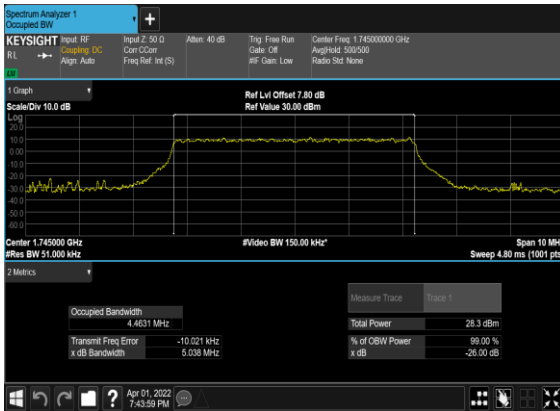 Spectrum Analyzer 1
Occupied BW
KEYSIGHT
RL
Input: RF
Coupling: DC
Align: Auto
Input Z: 50 Ω
Corr CCorr
Freq Ref: Int (S)
Atten: 40 dB
Trig: Free Run
Gate: Off
#IF Gain: Low
Center Freq: 1.745000000 GHz
Avg|Hold: 500/500
Radio Std: None
1 Graph
Scale/Div 10.0 dB
Ref Lvl Offset 7.80 dB
Ref Value 30.00 dBm
Log
20.0
10.0
0.00
-10.0
-20.0
-30.0
-40.0
-50.0
-60.0
Center 1.745000 GHz
#Res BW 51.000 kHz
#Video BW 150.00 kHz*
Span 10 MH
Sweep 4.80 ms (1001 pts
2 Metrics
Measure Trace
Trace 1
Occupied Bandwidth
4.4631 MHz
Total Power
28.3 dBm
Transmit Freq Error
-10.021 kHz
% of OBW Power
99.00 %
x dB Bandwidth
5.038 MHz
x dB
-26.00 dB
?
Apr 01, 2022
7:43:59 PM